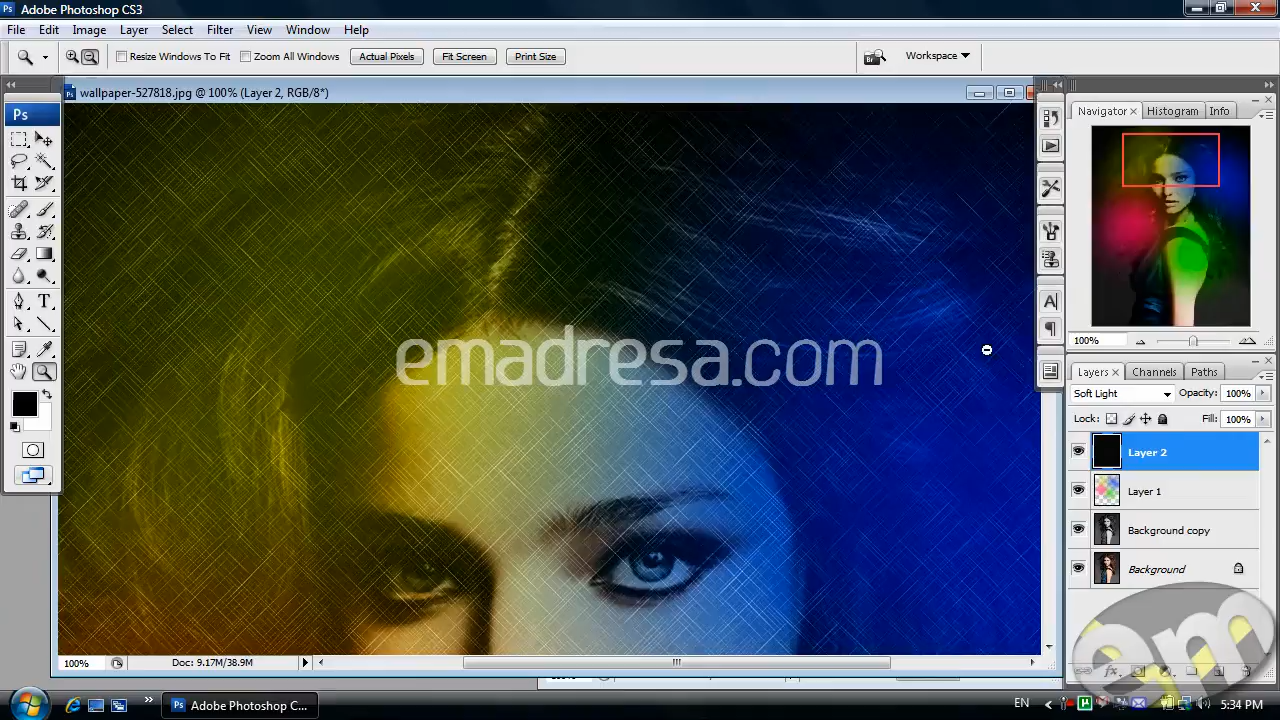 Adobe Photoshop CS3
File Edit Image Layer Select Filter View Window Help
Resize Windows To Fit Zoom All Windows Actual Pixels Fit Screen Print Size Workspace
wallpaper-527818.jpg @ 100% (Layer 2, RGB/8*)
Ps
Navigator Histogram Info
100%
Layers Channels Paths
Soft Light Opacity: 100%
Lock: Fill: 100%
Layer 2
Layer 1
Background copy
Background
emadresa.com
em
100% Doc: 9.17M/38.9M
Adobe Photoshop C...
EN
5:34 PM